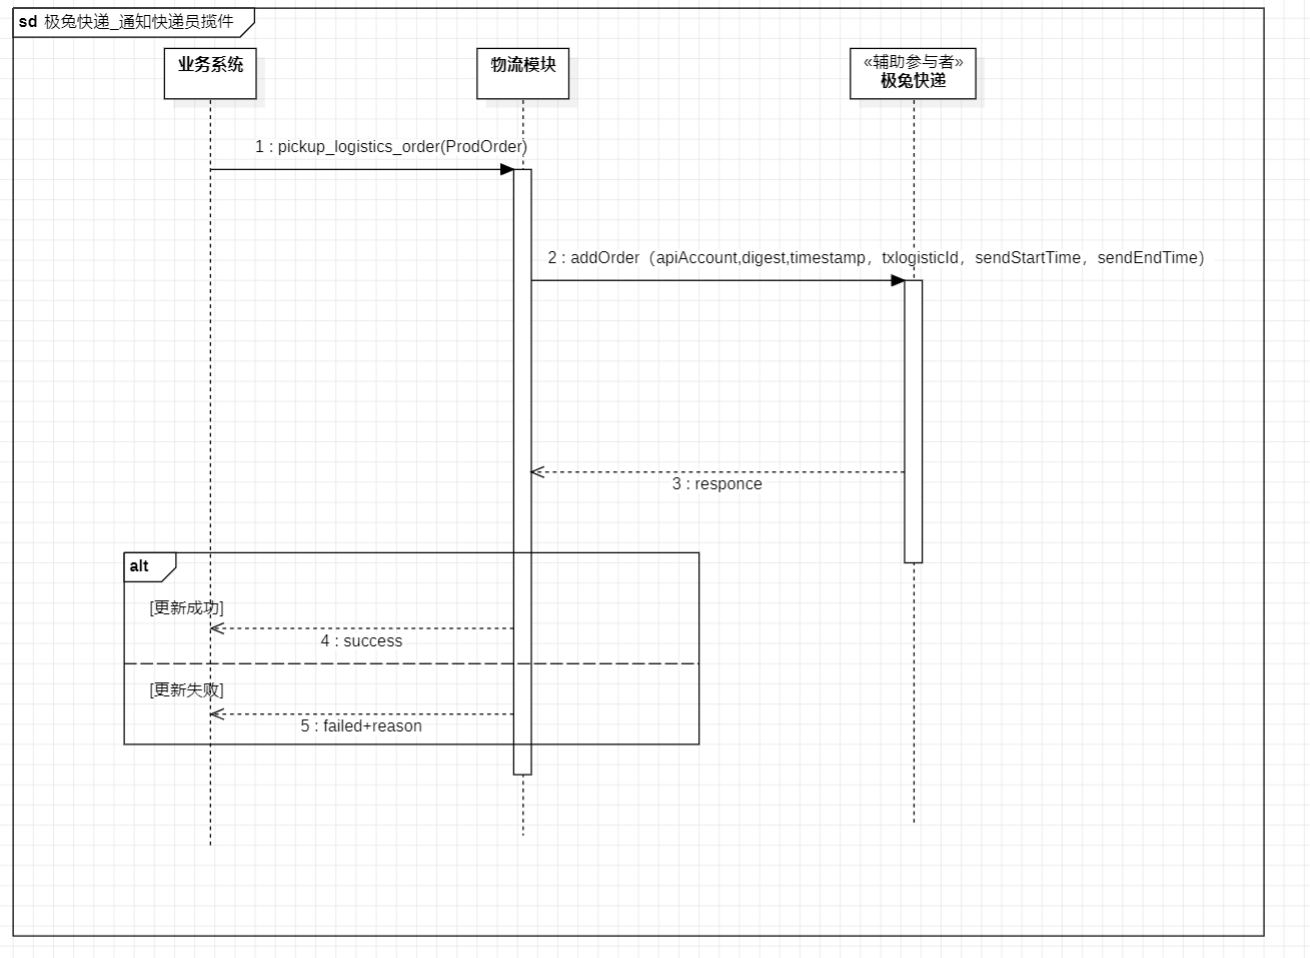 sd 极兔快递_通知快递员揽件
业务系统
物流模块
«辅助参与者»
极兔快递
1 : pickup_logistics_order(ProdOrder)
2 : addOrder（apiAccount,digest,timestamp，txlogisticId，sendStartTime，sendEndTime）
3 : responce
alt
[更新成功]
4 : success
[更新失败]
5 : failed+reason